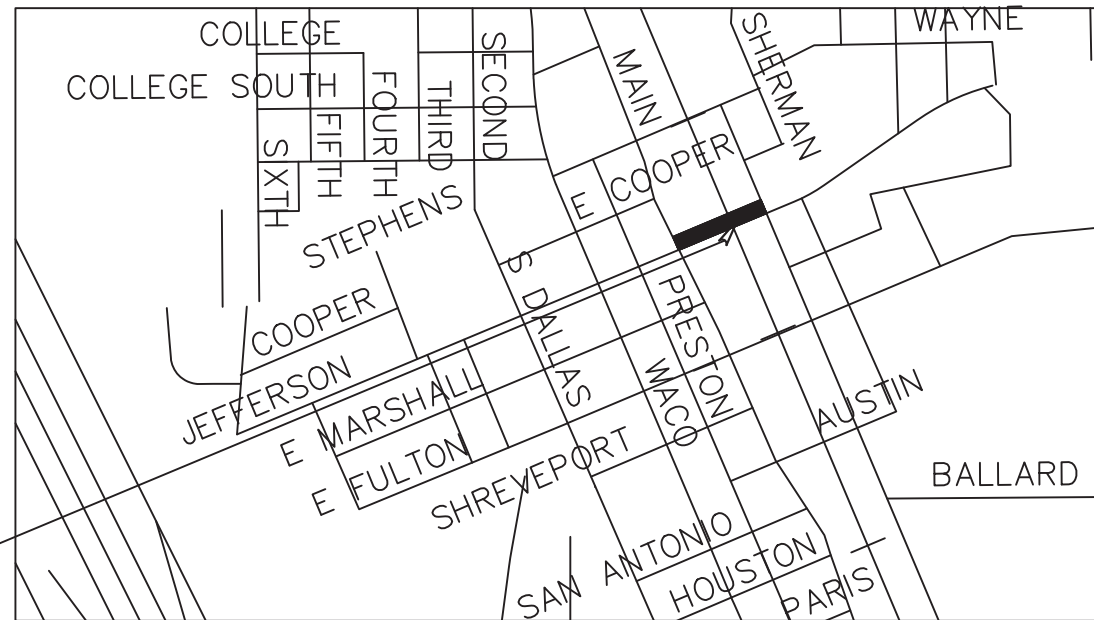 WAYNE
COLLEGE
SECOND
MAIN
SHERMAN
COLLEGE SOUTH
FOURTH
THIRD
FIFTH
S XTH
E COOPER
STEPHENS
S DALLAS
COOPER
PRESTON
JEFFERSON
WACO
E MARSHALL
AUSTIN
E FULTON
SHREVEPORT
BALLARD
SAN ANTONIO
HOUSTON
PARIS